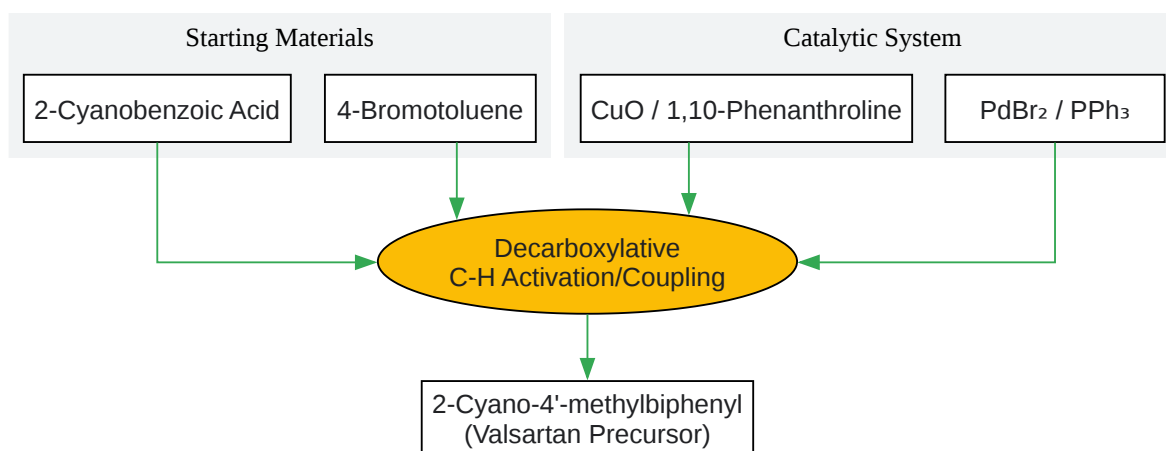 Starting Materials
Catalytic System
2-Cyanobenzoic Acid
4-Bromotoluene
CuO / 1,10-Phenanthroline
PdBr₂ / PPh₃
Decarboxylative
C-H Activation/Coupling
2-Cyano-4'-methylbiphenyl
(Valsartan Precursor)